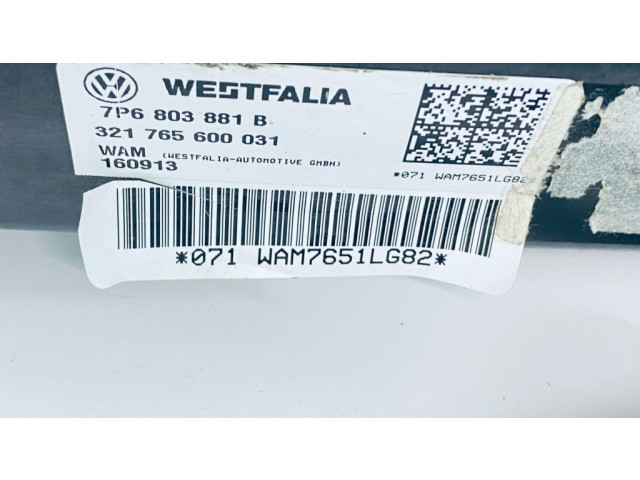 WESTFALIA
7P6 803 881 B
321 765 600 031
WAM (WESTFALIA-AUTOMOTIVE GMBH)
160913
*071 WAM7651LG82
*071 WAM7651LG82*